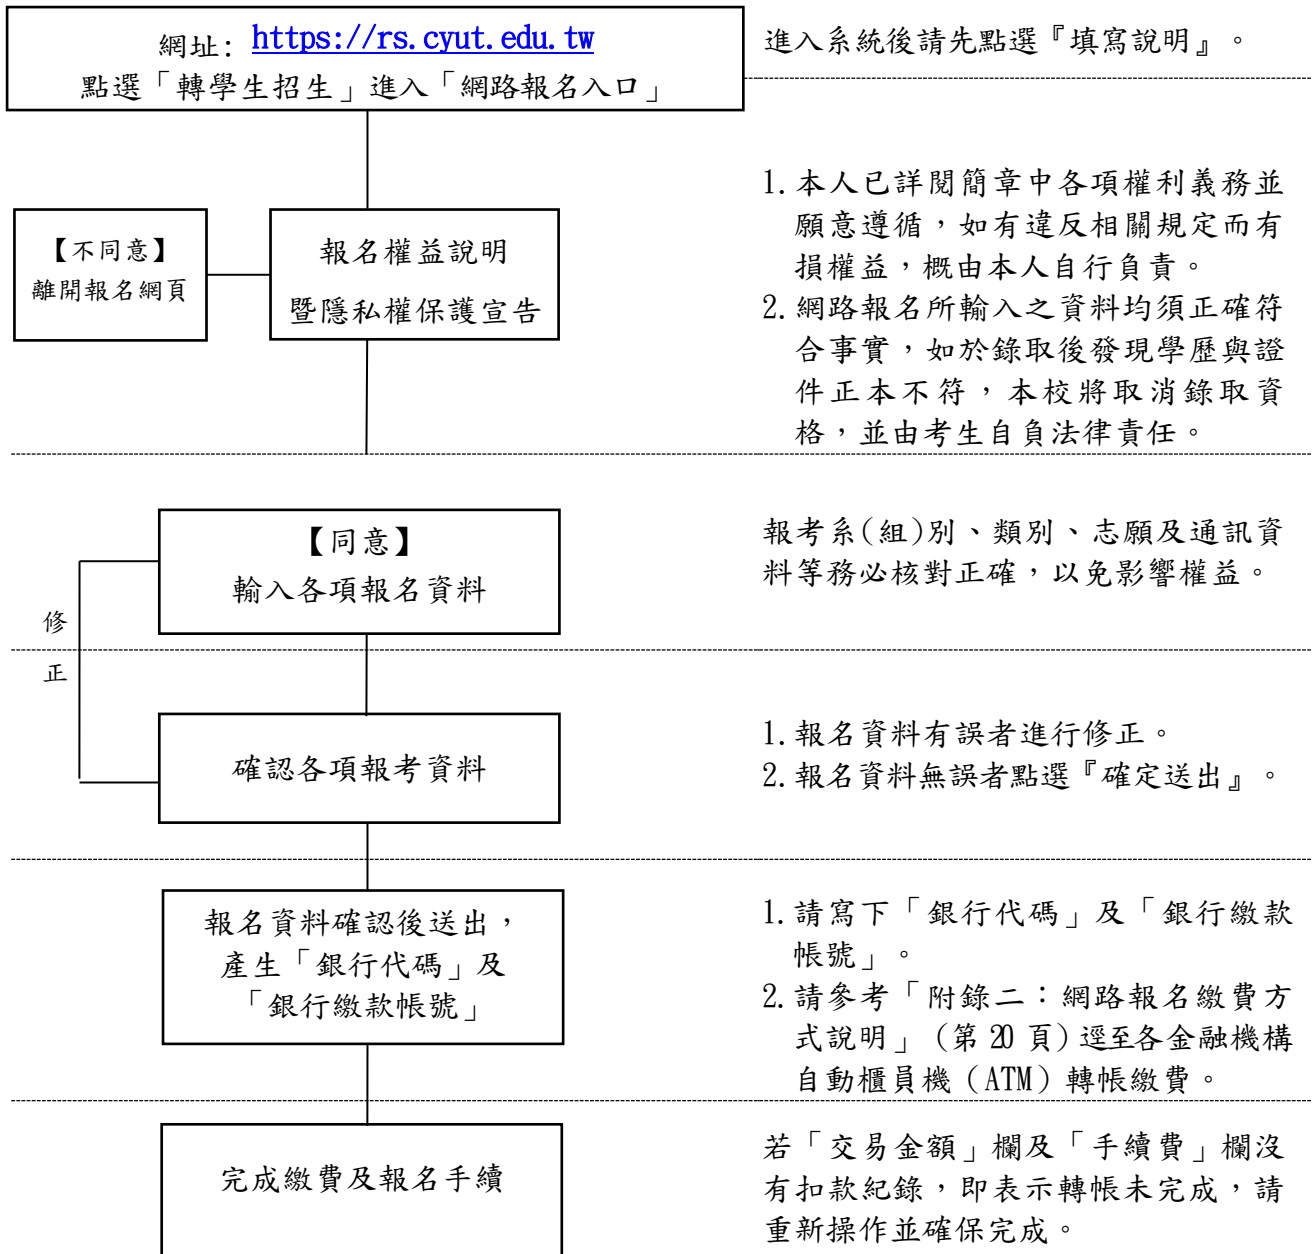 網址: https://rs.cyut.edu.tw
點選「轉學生招生」進入「網路報名入口」
進入系統後請先點選『填寫說明』。
【不同意】
離開報名網頁
報名權益說明
暨隱私權保護宣告
1.本人已詳閱簡章中各項權利義務並
願意遵循，如有違反相關規定而有
損權益，概由本人自行負責。
2.網路報名所輸入之資料均須正確符
合事實，如於錄取後發現學歷與證
件正本不符，本校將取消錄取資
格，並由考生自負法律責任。
【同意】
輸入各項報名資料
報考系(組)別、類別、志願及通訊資
料等務必核對正確，以免影響權益。
修
正
確認各項報考資料
1.報名資料有誤者進行修正。
2.報名資料無誤者點選『確定送出』。
報名資料確認後送出，
產生「銀行代碼」及
「銀行繳款帳號」
1.請寫下「銀行代碼」及「銀行繳款
帳號」。
2.請參考「附錄二：網路報名繳費方
式說明」(第 20 頁)逕至各金融機構
自動櫃員機（ATM）轉帳繳費。
完成繳費及報名手續
若「交易金額」欄及「手續費」欄沒
有扣款紀錄，即表示轉帳未完成，請
重新操作並確保完成。